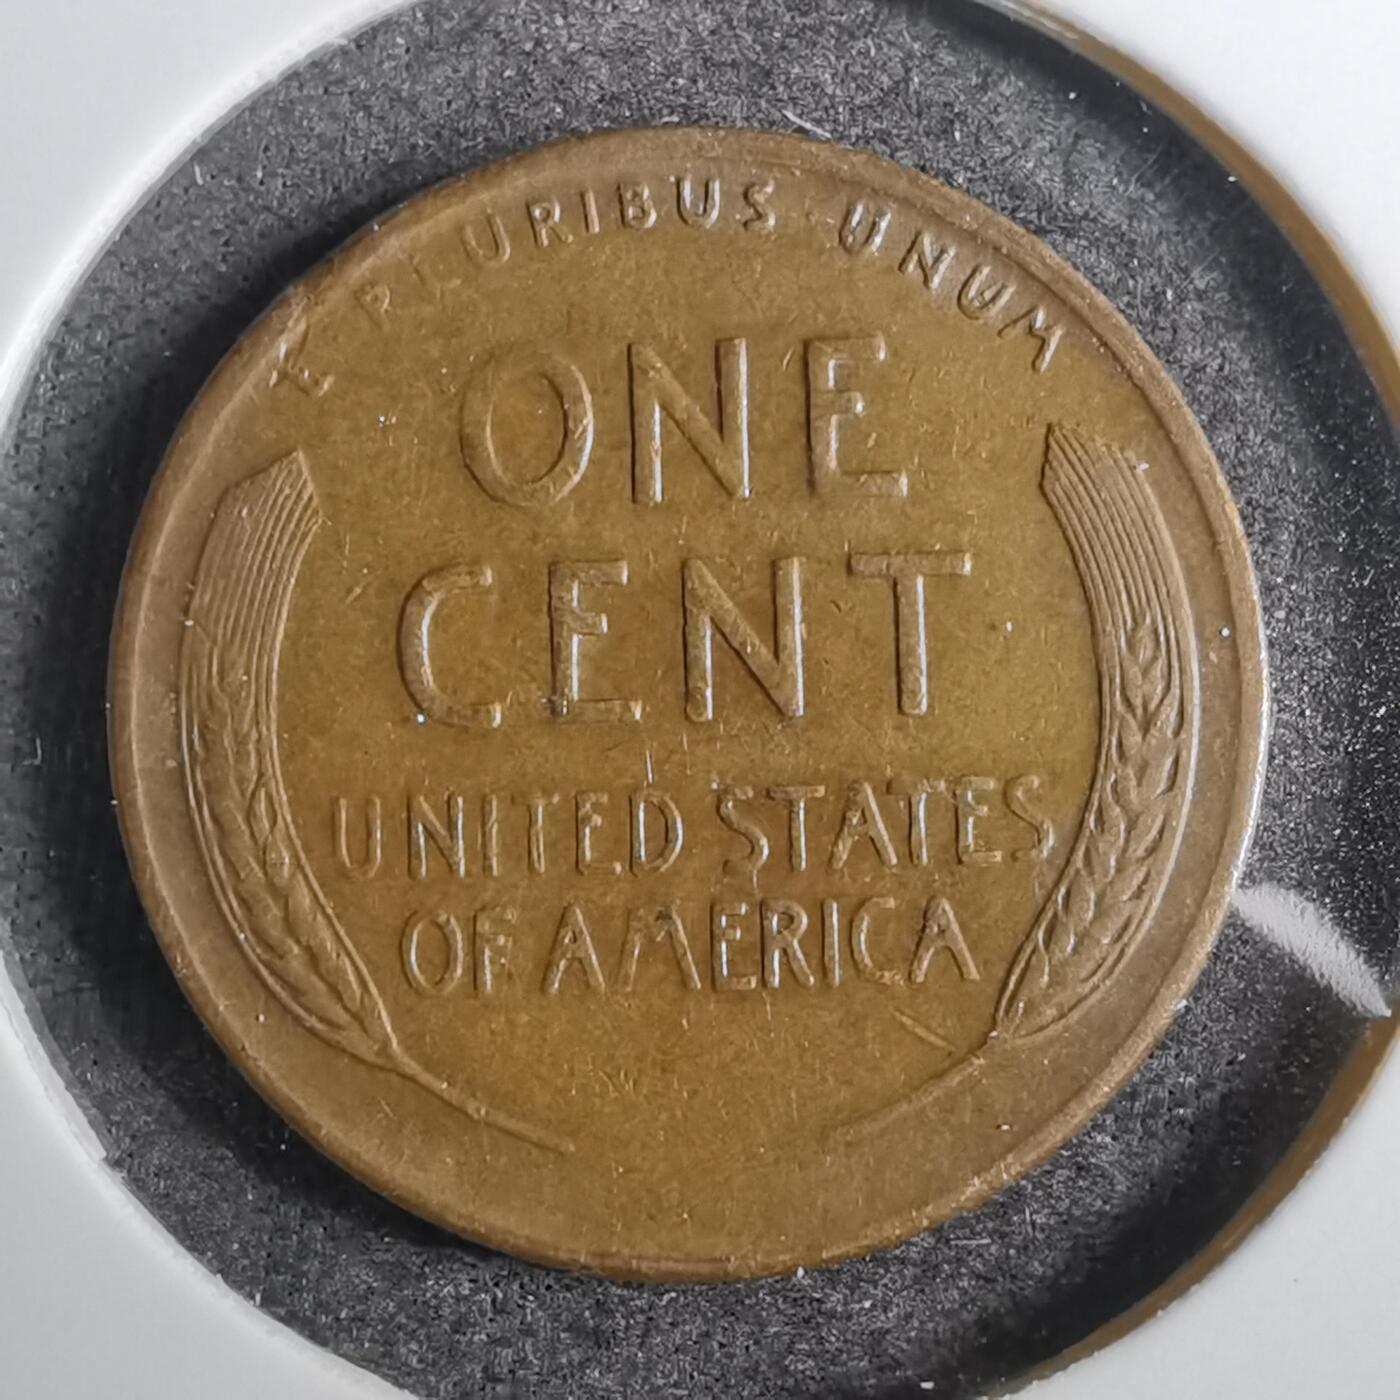 E PLURIBUS · UNUM
ONE
CENT
UNITED STATES
OF AMERICA